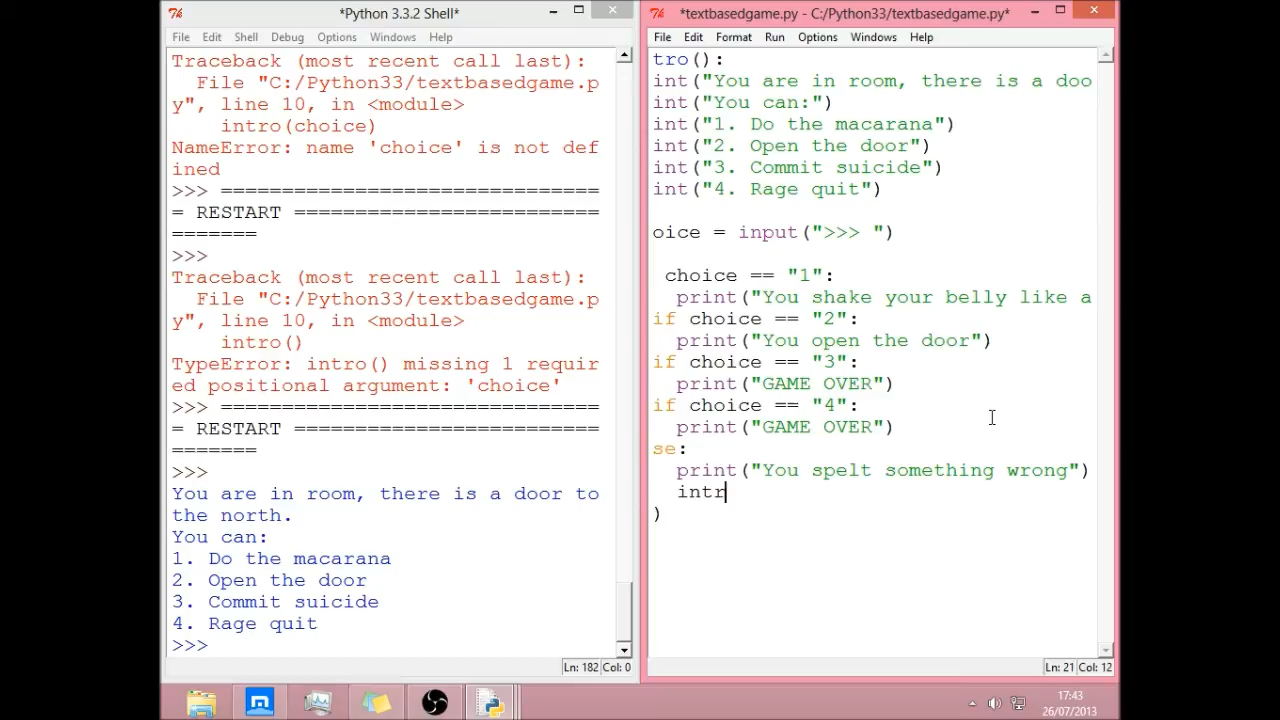 *Python 3.3.2 Shell*
File Edit Shell Debug Options Windows Help
Traceback (most recent call last):
File "C:/Python33/textbasedgame.p
y", line 10, in <module>
intro(choice)
NameError: name 'choice' is not def
ined
>>> ===============================
= RESTART =========================
=======
>>>
Traceback (most recent call last):
File "C:/Python33/textbasedgame.p
y", line 10, in <module>
intro()
TypeError: intro() missing 1 requir
ed positional argument: 'choice'
>>> ===============================
= RESTART =========================
=======
>>>
You are in room, there is a door to
the north.
You can:
1. Do the macarana
2. Open the door
3. Commit suicide
4. Rage quit
>>>
Ln: 182 Col: 0
*textbasedgame.py - C:/Python33/textbasedgame.py*
File Edit Format Run Options Windows Help
tro():
int("You are in room, there is a doo
int("You can:")
int("1. Do the macarana")
int("2. Open the door")
int("3. Commit suicide")
int("4. Rage quit")
oice = input(">>> ")
choice == "1":
print("You shake your belly like a
if choice == "2":
print("You open the door")
if choice == "3":
print("GAME OVER")
if choice == "4":
print("GAME OVER")
se:
print("You spelt something wrong")
intr
)
Ln: 21 Col: 12
17:43
26/07/2013